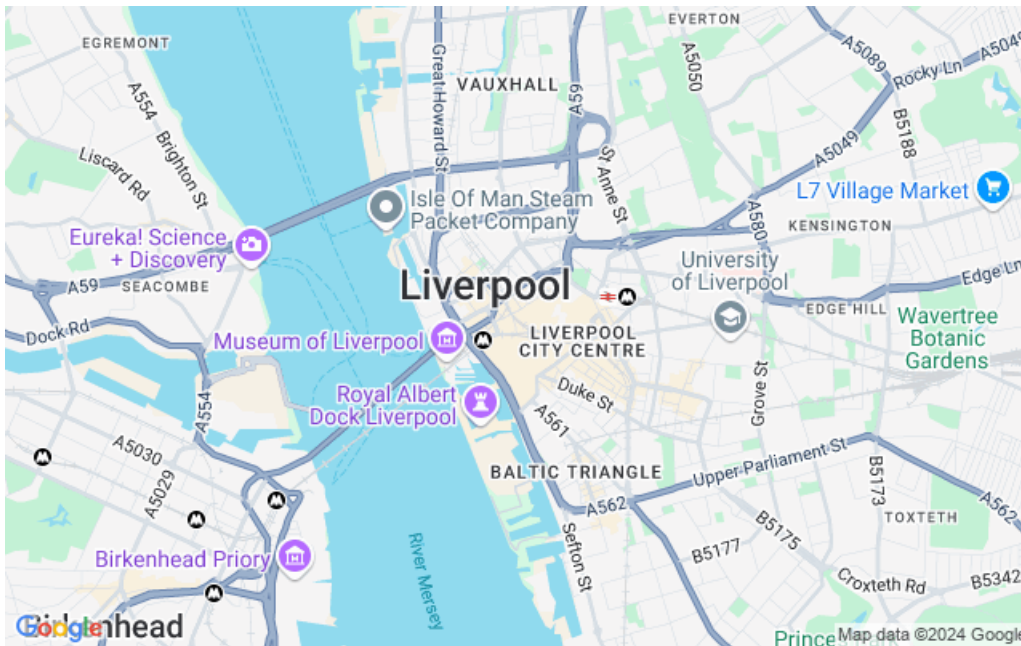 EGREMONT
A554
Brighton St
Liscard Rd
Great Howard St
VAUXHALL
A59
EVERTON
A5050
A5089
Rocky Ln
A5049
A5049
B5188
St Anne St
A580
L7 Village Market
KENSINGTON
Isle Of Man Steam
Packet Company
Eureka! Science
+ Discovery
A59
SEACOMBE
Dock Rd
Liverpool
University
of Liverpool
Edge Ln
EDGE HILL
Wavertree
Botanic
Gardens
Museum of Liverpool
LIVERPOOL
CITY CENTRE
Royal Albert
Dock Liverpool
Duke St
A561
Grove St
A554
A5030
A5029
BALTIC TRIANGLE
Upper Parliament St
A562
B5173
A562
TOXTETH
Sefton St
B5177
B5175
Croxteth Rd
B5342
Birkenhead Priory
River Mersey
Birkenhead
Google
Map data ©2024 Google